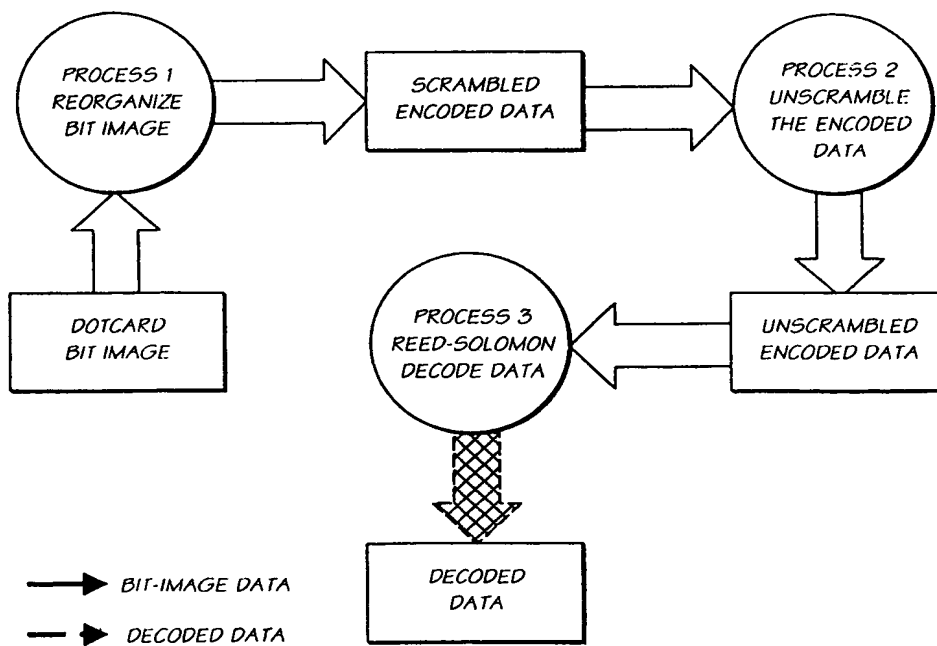 PROCESS 1
REORGANIZE
BIT IMAGE
SCRAMBLED
ENCODED DATA
PROCESS 2
UNSCRAMBLE
THE ENCODED
DATA
DOTCARD
BIT IMAGE
PROCESS 3
REED-SOLOMON
DECODE DATA
UNSCRAMBLED
ENCODED DATA
DECODED
DATA
BIT-IMAGE DATA
DECODED DATA